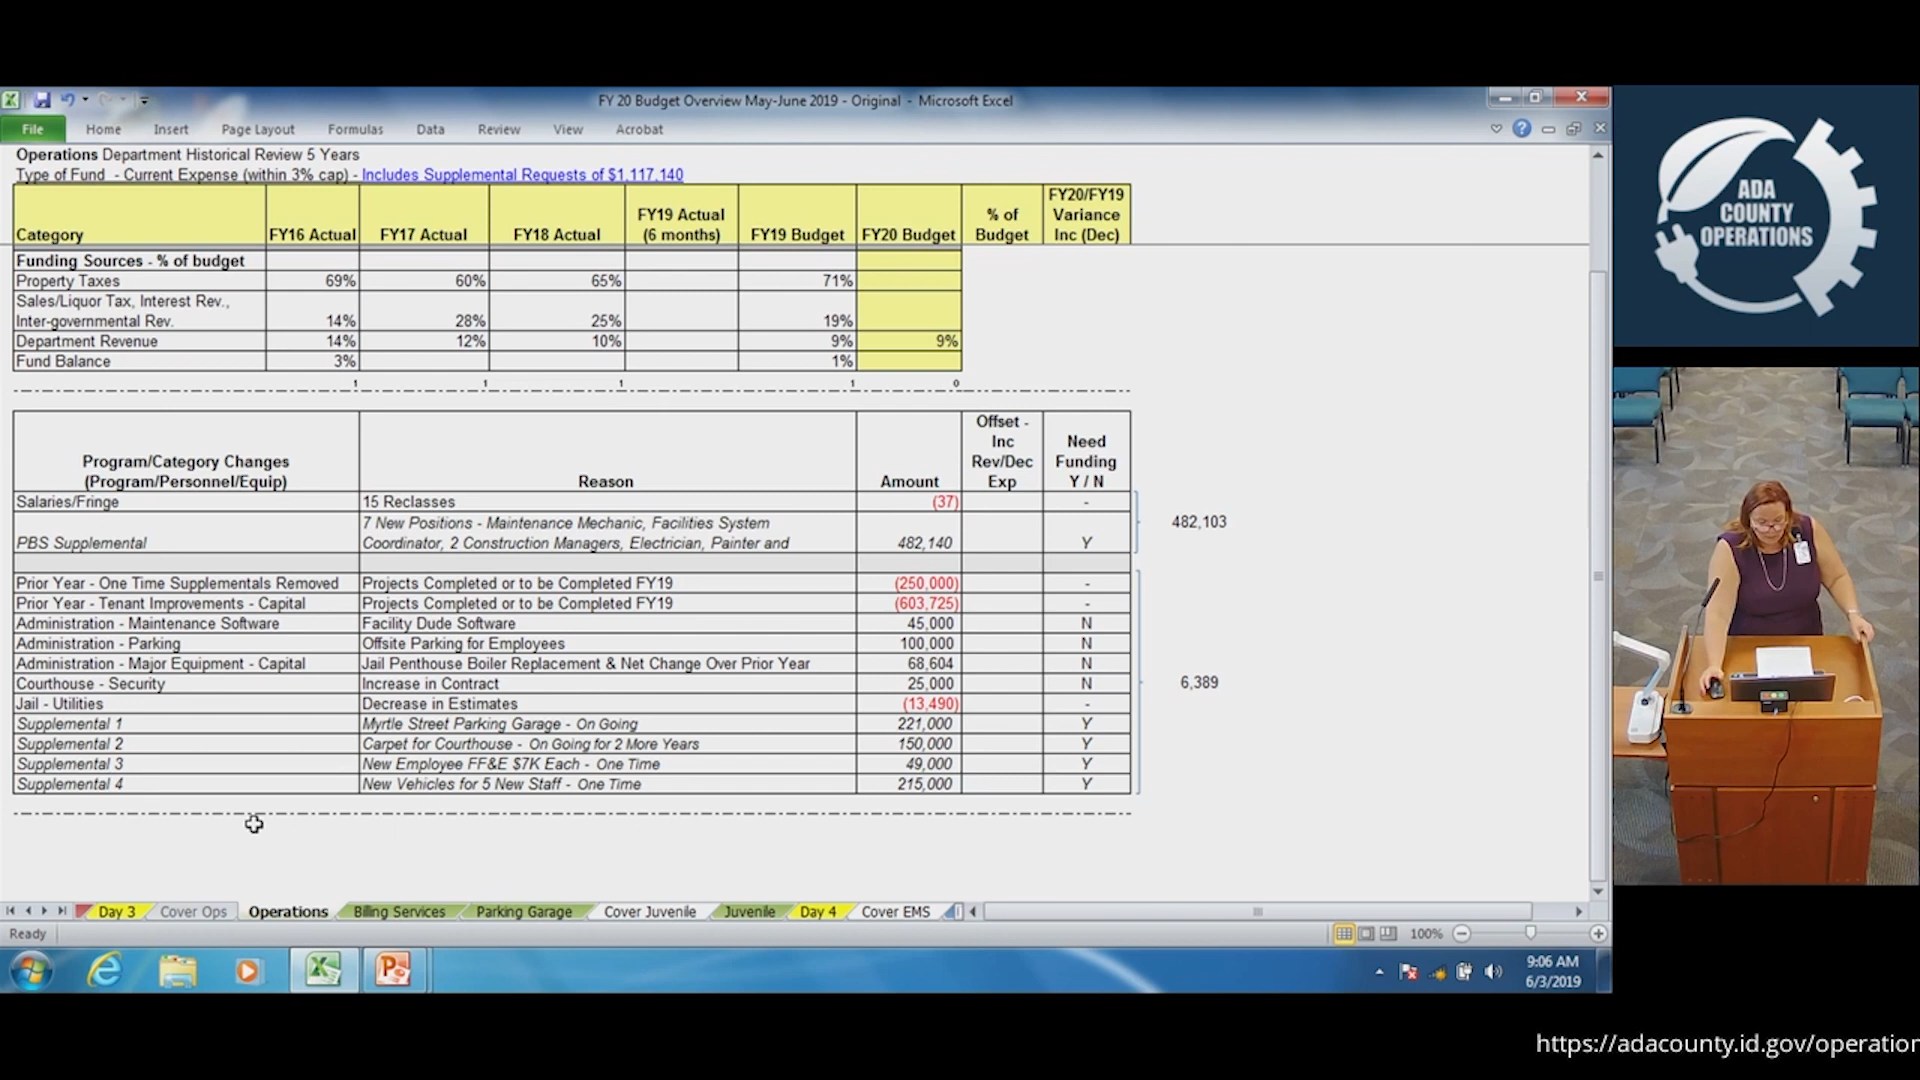 FY 20 Budget Overview May-June 2019 - Original - Microsoft Excel
File Home Insert Page Layout Formulas Data Review View Acrobat
Operations Department Historical Review 5 Years
Type of Fund - Current Expense (within 3% cap) - Includes Supplemental Requests of $1,117,140
Category FY16 Actual FY17 Actual FY18 Actual FY19 Actual (6 months) FY19 Budget FY20 Budget % of Budget FY20/FY19 Variance Inc (Dec)
Funding Sources - % of budget
Property Taxes 69% 60% 65% 71%
Sales/Liquor Tax, Interest Rev.,
Inter-governmental Rev. 14% 28% 25% 19%
Department Revenue 14% 12% 10% 9% 9%
Fund Balance 3% 1%
1 1 1 1 0
Program/Category Changes (Program/Personnel/Equip) Reason Amount Offset - Inc Rev/Dec Exp Need Funding Y / N
Salaries/Fringe 15 Reclasses (37) -
7 New Positions - Maintenance Mechanic, Facilities System
PBS Supplemental Coordinator, 2 Construction Managers, Electrician, Painter and 482,140 Y
482,103
Prior Year - One Time Supplementals Removed Projects Completed or to be Completed FY19 (250,000) -
Prior Year - Tenant Improvements - Capital Projects Completed or to be Completed FY19 (603,725) -
Administration - Maintenance Software Facility Dude Software 45,000 N
Administration - Parking Offsite Parking for Employees 100,000 N
Administration - Major Equipment - Capital Jail Penthouse Boiler Replacement & Net Change Over Prior Year 68,604 N
Courthouse - Security Increase in Contract 25,000 N
6,389
Jail - Utilities Decrease in Estimates (13,490) -
Supplemental 1 Myrtle Street Parking Garage - On Going 221,000 Y
Supplemental 2 Carpet for Courthouse - On Going for 2 More Years 150,000 Y
Supplemental 3 New Employee FF&E $7K Each - One Time 49,000 Y
Supplemental 4 New Vehicles for 5 New Staff - One Time 215,000 Y
Day 3 Cover Ops Operations Billing Services Parking Garage Cover Juvenile Juvenile Day 4 Cover EMS
Ready 100%
9:06 AM
6/3/2019
ADA
COUNTY
OPERATIONS
https://adacounty.id.gov/operation